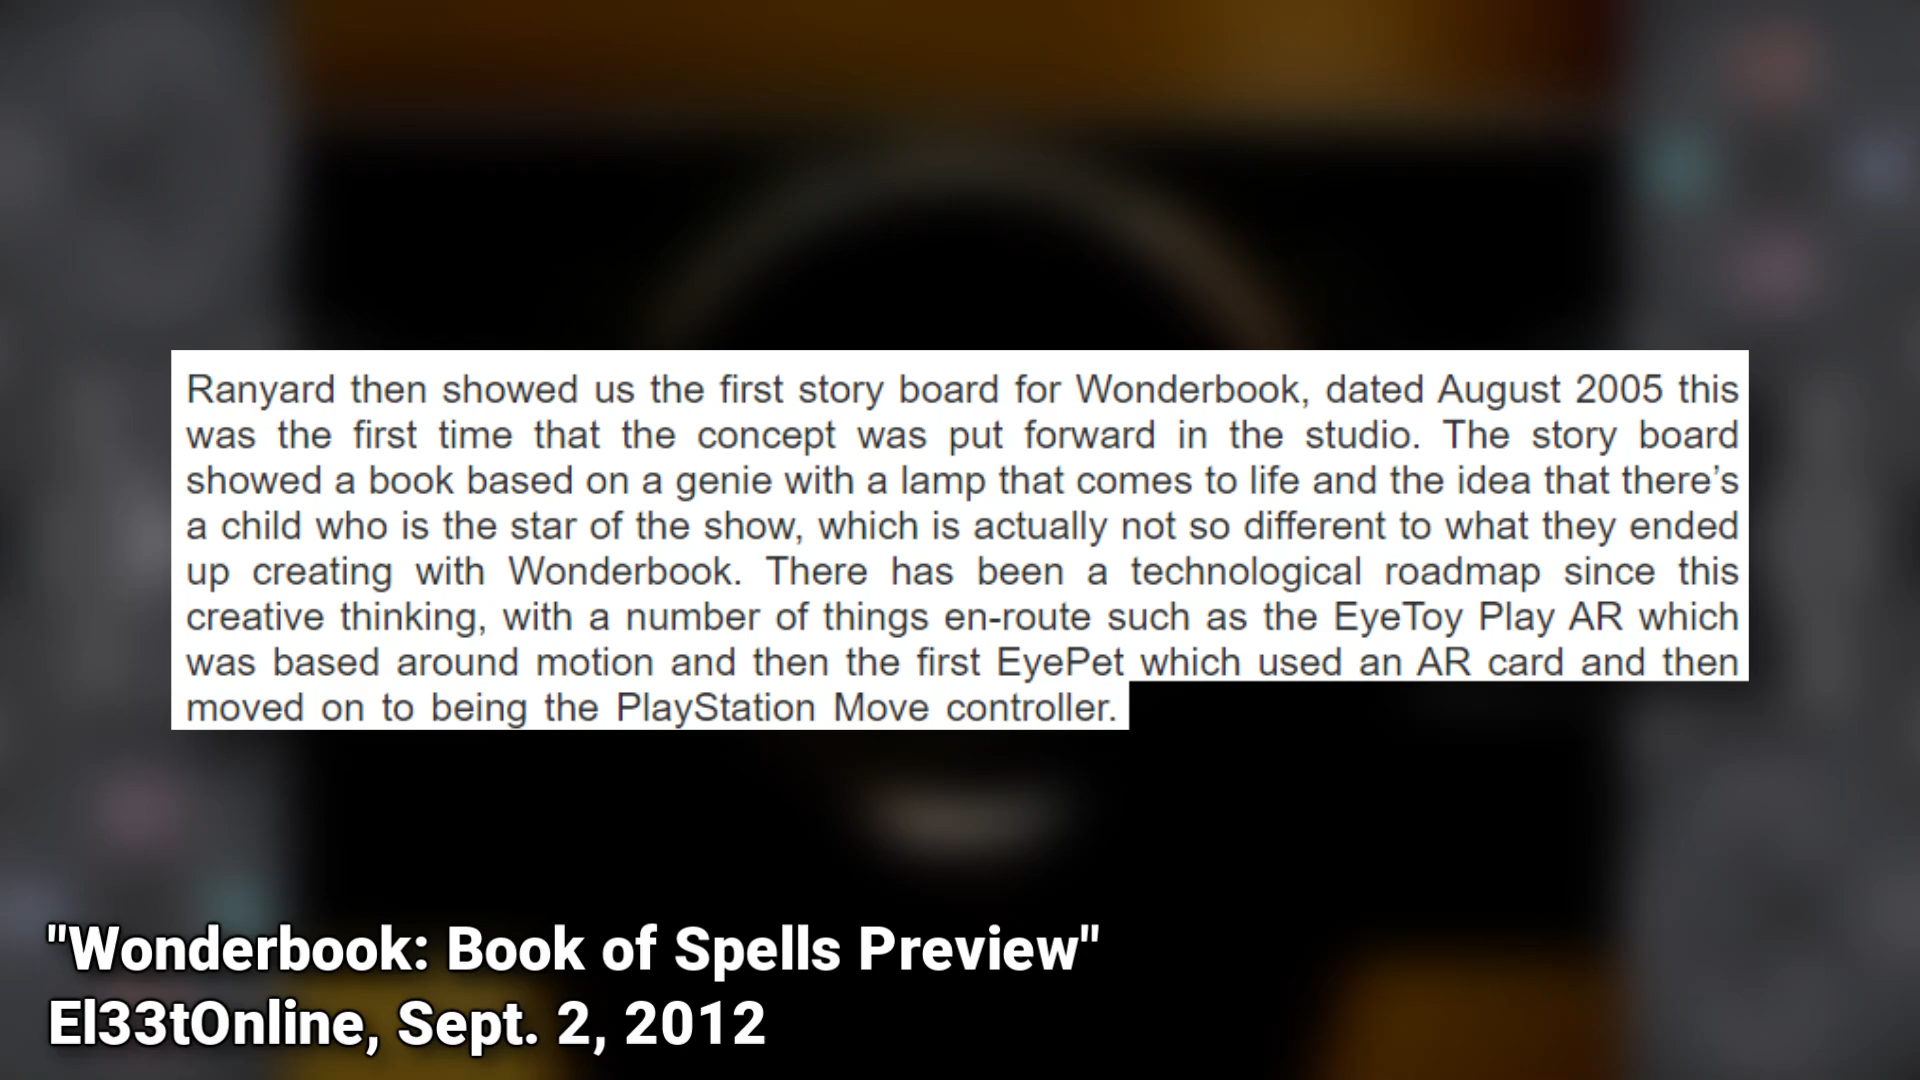 Ranyard then showed us the first story board for Wonderbook, dated August 2005 this
was the first time that the concept was put forward in the studio. The story board
showed a book based on a genie with a lamp that comes to life and the idea that there’s
a child who is the star of the show, which is actually not so different to what they ended
up creating with Wonderbook. There has been a technological roadmap since this
creative thinking, with a number of things en-route such as the EyeToy Play AR which
was based around motion and then the first EyePet which used an AR card and then
moved on to being the PlayStation Move controller.
"Wonderbook: Book of Spells Preview"
El33tOnline, Sept. 2, 2012